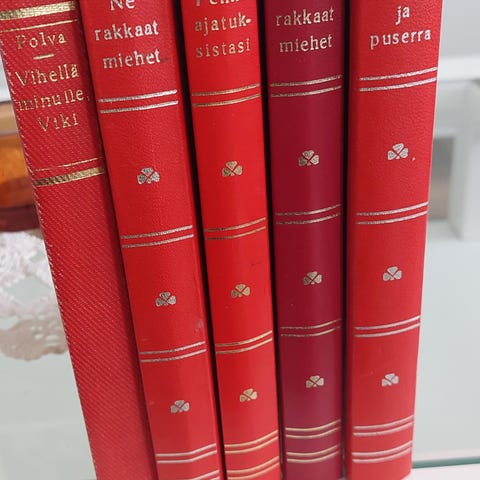 Polva
Vihellä
minulle,
Viki
Ne
rakkaat
miehet
ajatuk-
sistasi
rakkaat
miehet
ja
puserra